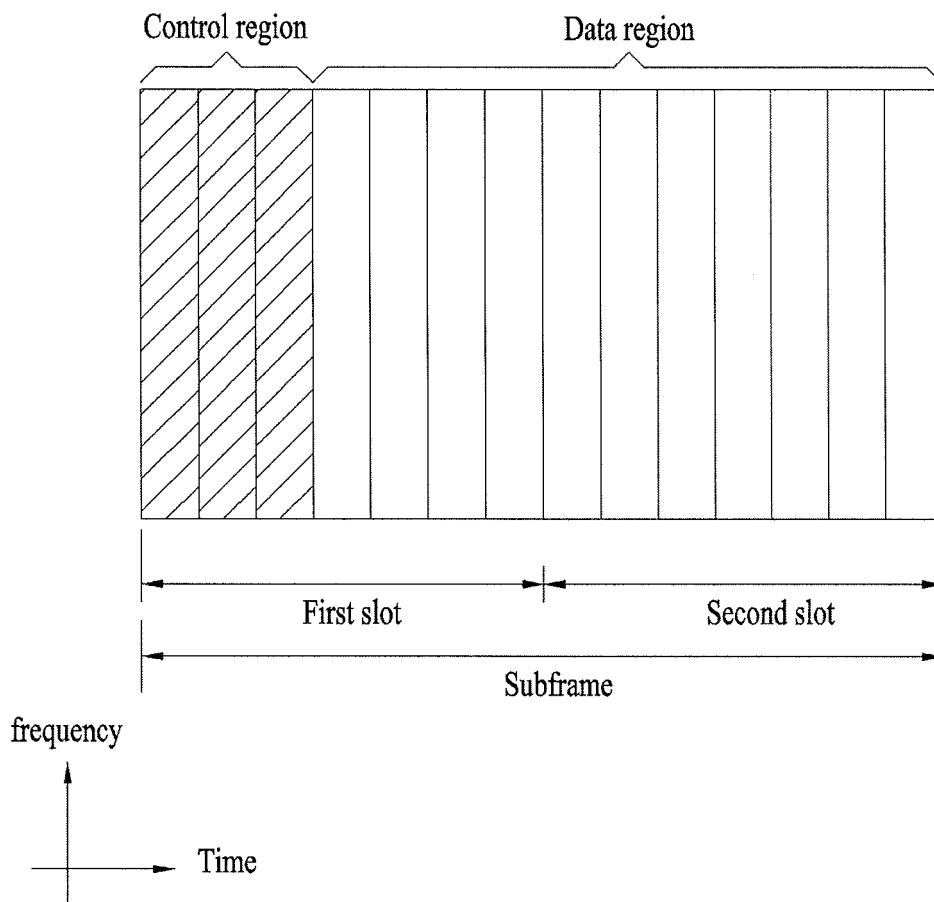 Control region
Data region
First slot
Second slot
Subframe
frequency
Time